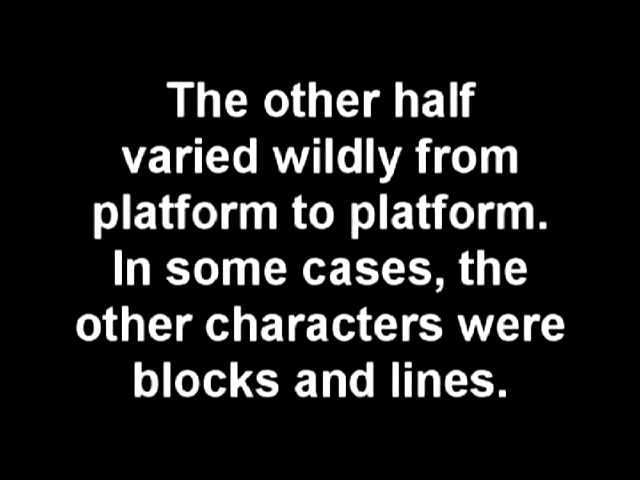 The other half
varied wildly from
platform to platform.
In some cases, the
other characters were
blocks and lines.